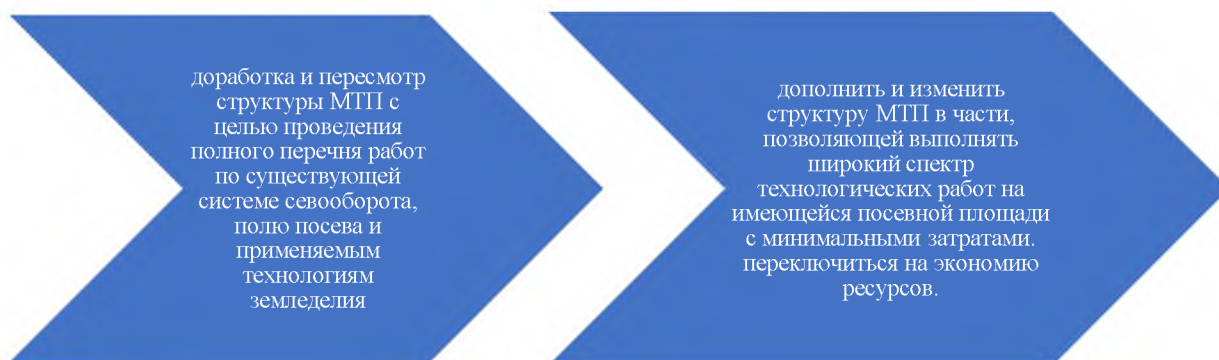 доработка и пересмотр
структуры МТП с
целью проведения
полного перечня работ
по существующей
системе севооборота,
полю посева и
применяемым
технологиям
земледелия
дополнить и изменить
структуру МТП в части,
позволяющей выполнять
широкий спектр
технологических работ на
имеющейся посевной площади
с минимальными затратами.
переключиться на экономию
ресурсов.